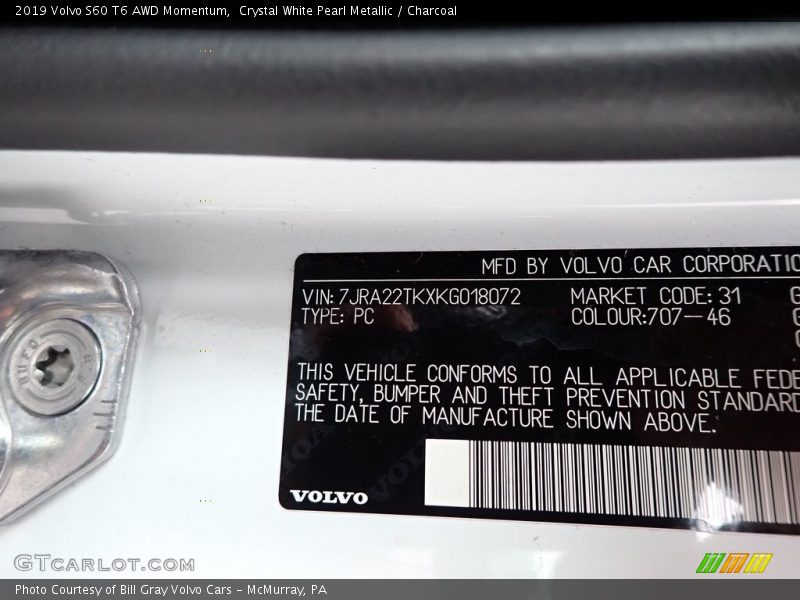 2019 Volvo S60 T6 AWD Momentum, Crystal White Pearl Metallic / Charcoal
MFD BY VOLVO CAR CORPORATIO
VIN: 7JRA22TKXKG018072 MARKET CODE: 31 G
TYPE: PC COLOUR:707-46 G
THIS VEHICLE CONFORMS TO ALL APPLICABLE FEDE
SAFETY, BUMPER AND THEFT PREVENTION STANDARD
THE DATE OF MANUFACTURE SHOWN ABOVE.
VOLVO
GTCARLOT.COM
Photo Courtesy of Bill Gray Volvo Cars - McMurray, PA